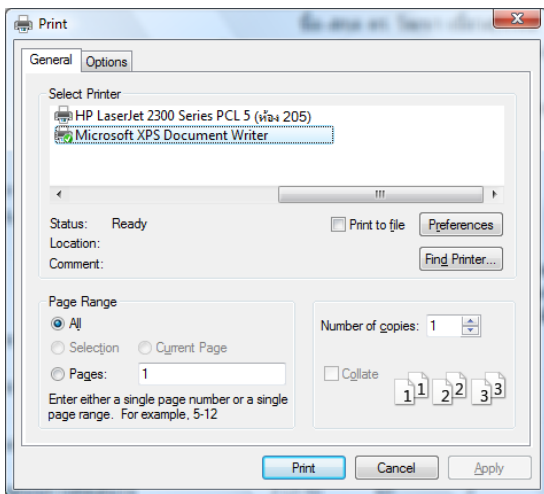 Print
General
Options
Select Printer
HP LaserJet 2300 Series PCL 5 (ห้อง 205)
Microsoft XPS Document Writer
Status: Ready
Print to file
Preferences
Location:
Comment:
Find Printer...
Page Range
All
Selection
Current Page
Pages: 1
Enter either a single page number or a single
page range. For example, 5-12
Number of copies: 1
Collate
1 1 2 2 3 3
Print
Cancel
Apply